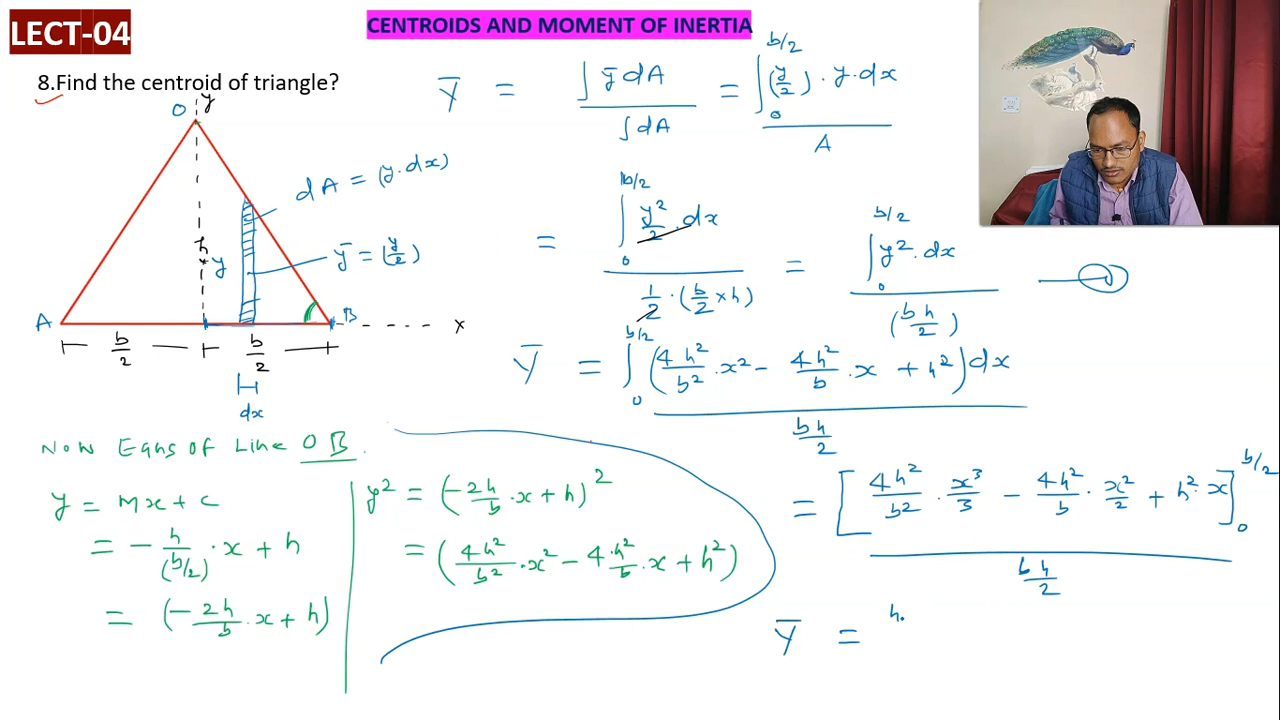 LECT-04
CENTROIDS AND MOMENT OF INERTIA
8.Find the centroid of triangle?
O
y
h
y
A
B
x
b/2
b/2
dx
dA = (y.dx)
ȳ = (y/2)
Ȳ = ∫ȳdA / ∫dA = ∫₀^(b/2) (y/2).y.dx / A
= ∫₀^(b/2) y²/2.dx / (1/2.(b/2 × h)) = ∫₀^(b/2) y².dx / (bh/2) — ①
Ȳ = ∫₀^(b/2) (4h²/b².x² - 4h²/b.x + h²)dx / (bh/2)
= [4h²/b².x³/3 - 4h²/b.x²/2 + h².x]₀^(b/2) / (bh/2)
Ȳ = h.
Now Eqns of Line OB.
y = mx+c
= - h/(b/2).x + h
= (-2h/b.x + h)
y² = (-2h/b.x + h)²
= (4h²/b².x² - 4.h²/b.x + h²)